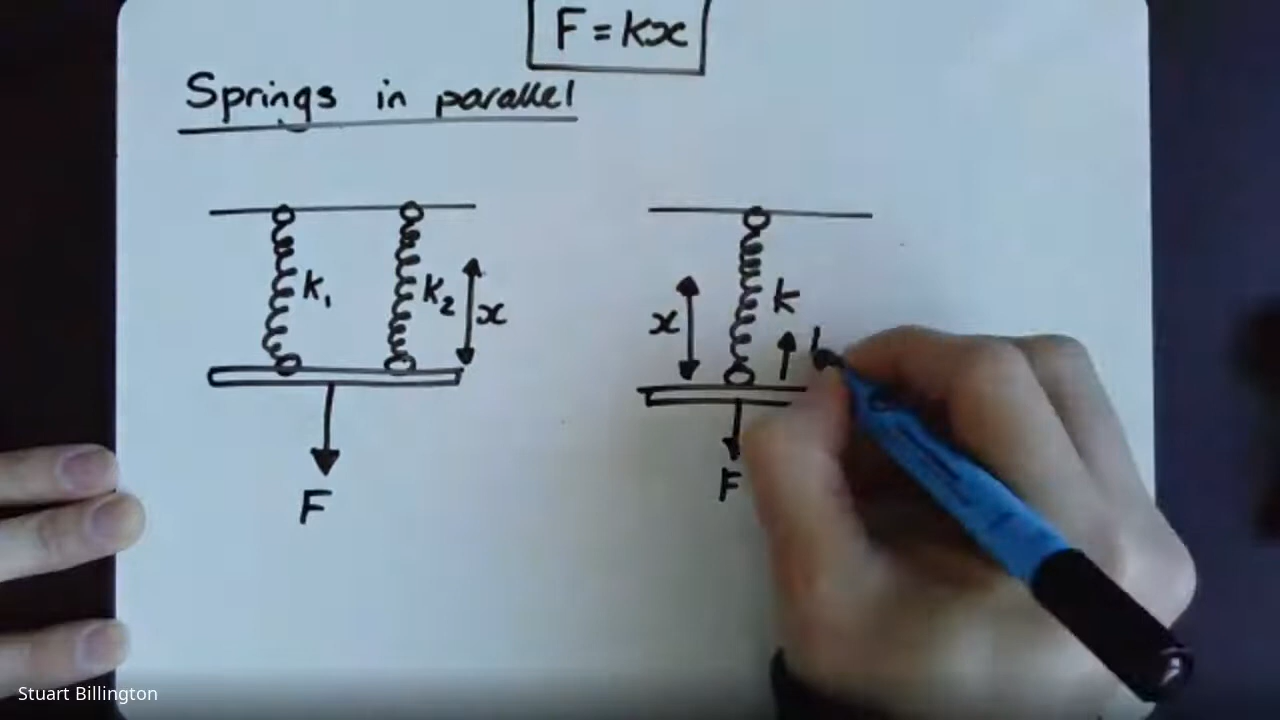 F = kx
Springs in parallel
k₁
k₂
x
F
x
k
F
Stuart Billington